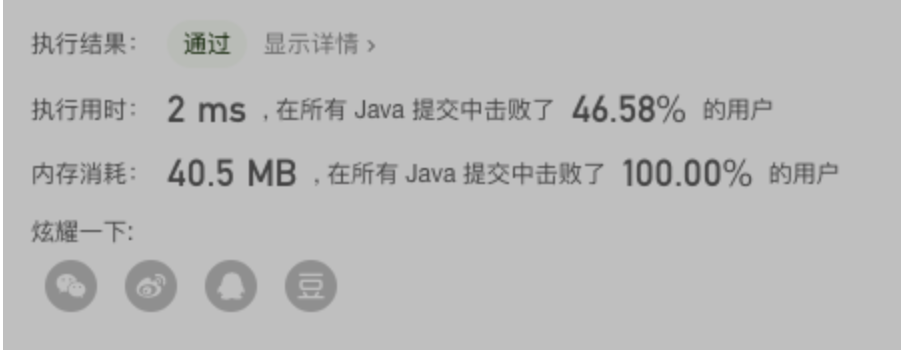 执行结果： 通过 显示详情 ›
执行用时： 2 ms ，在所有 Java 提交中击败了 46.58% 的用户
内存消耗： 40.5 MB ，在所有 Java 提交中击败了 100.00% 的用户
炫耀一下:
豆